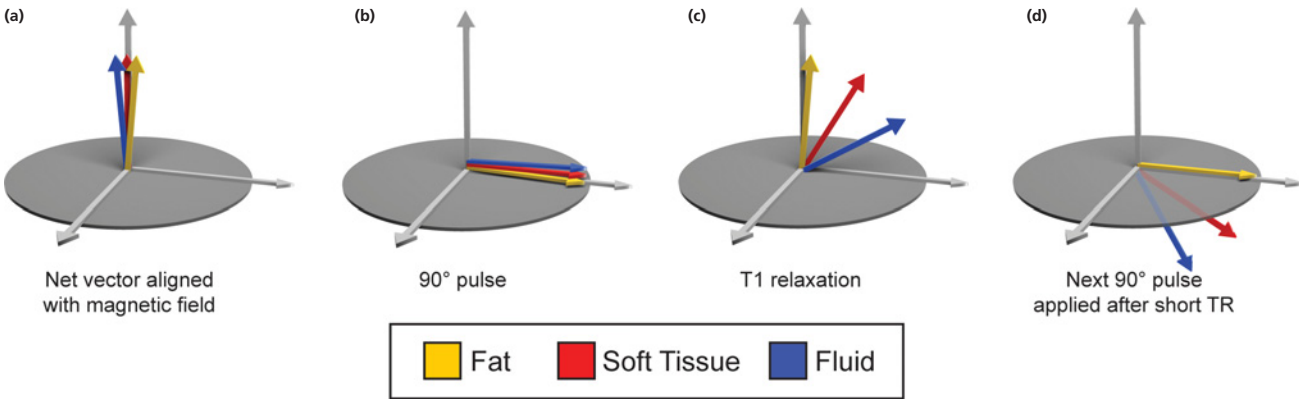 (a)
(b)
(c)
(d)
Net vector aligned
with magnetic field
90° pulse
T1 relaxation
Next 90° pulse
applied after short TR
Fat
Soft Tissue
Fluid